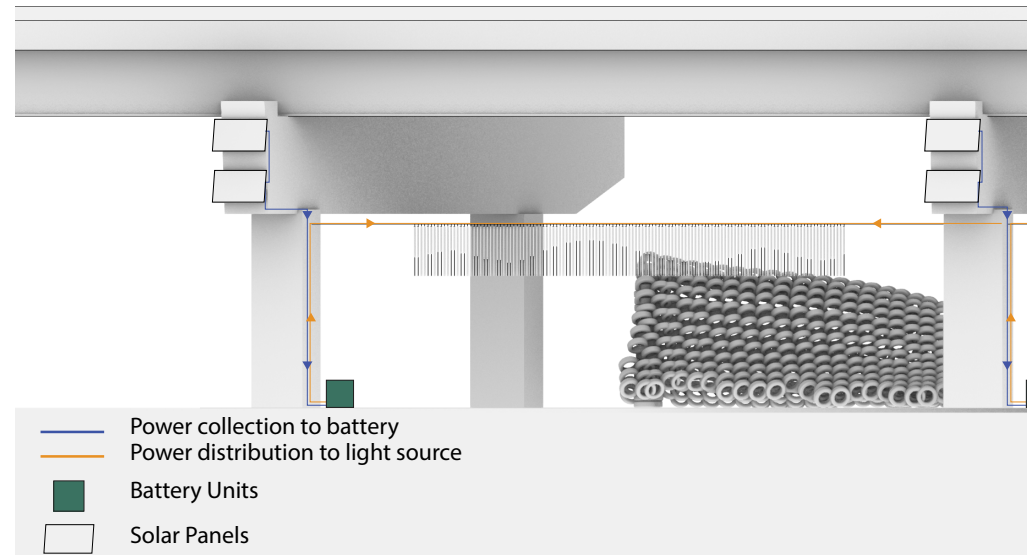 Power collection to battery
Power distribution to light source
Battery Units
Solar Panels